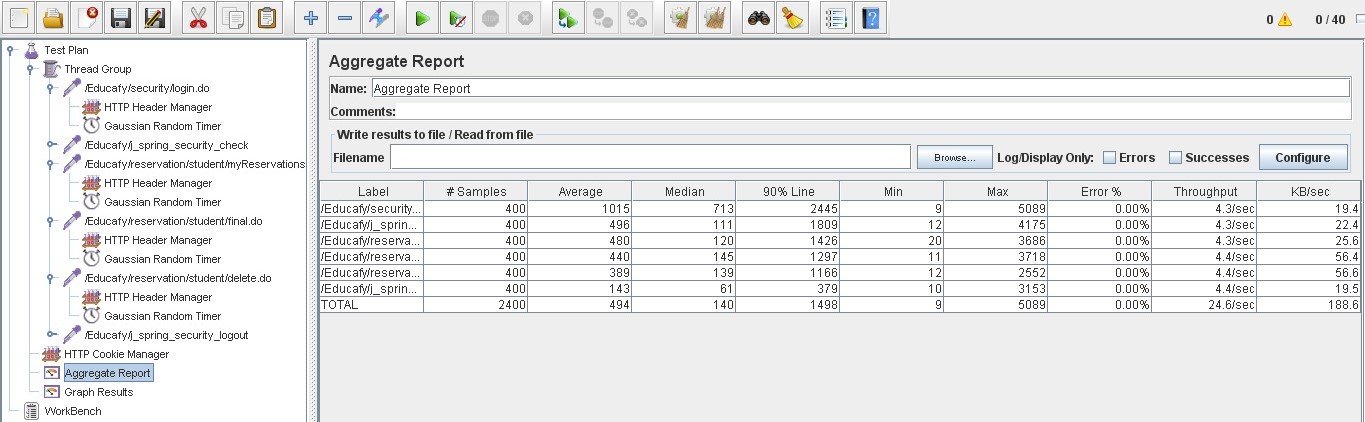 0 0 / 40
Test Plan
Thread Group
/Educafy/security/login.do
HTTP Header Manager
Gaussian Random Timer
/Educafy/j_spring_security_check
/Educafy/reservation/student/myReservations
HTTP Header Manager
Gaussian Random Timer
/Educafy/reservation/student/final.do
HTTP Header Manager
Gaussian Random Timer
/Educafy/reservation/student/delete.do
HTTP Header Manager
Gaussian Random Timer
/Educafy/j_spring_security_logout
HTTP Cookie Manager
Aggregate Report
Graph Results
WorkBench
Aggregate Report
Name: Aggregate Report
Comments:
Write results to file / Read from file
Filename Browse... Log/Display Only: Errors Successes Configure
Label # Samples Average Median 90% Line Min Max Error % Throughput KB/sec
/Educafy/security... 400 1015 713 2445 9 5089 0.00% 4.3/sec 19.4
/Educafy/j_sprin... 400 496 111 1809 12 4175 0.00% 4.3/sec 22.4
/Educafy/reserva... 400 480 120 1426 20 3686 0.00% 4.3/sec 25.6
/Educafy/reserva... 400 440 145 1297 11 3718 0.00% 4.4/sec 56.4
/Educafy/reserva... 400 389 139 1166 12 2552 0.00% 4.4/sec 56.6
/Educafy/j_sprin... 400 143 61 379 10 3153 0.00% 4.4/sec 19.5
TOTAL 2400 494 140 1498 9 5089 0.00% 24.6/sec 188.6